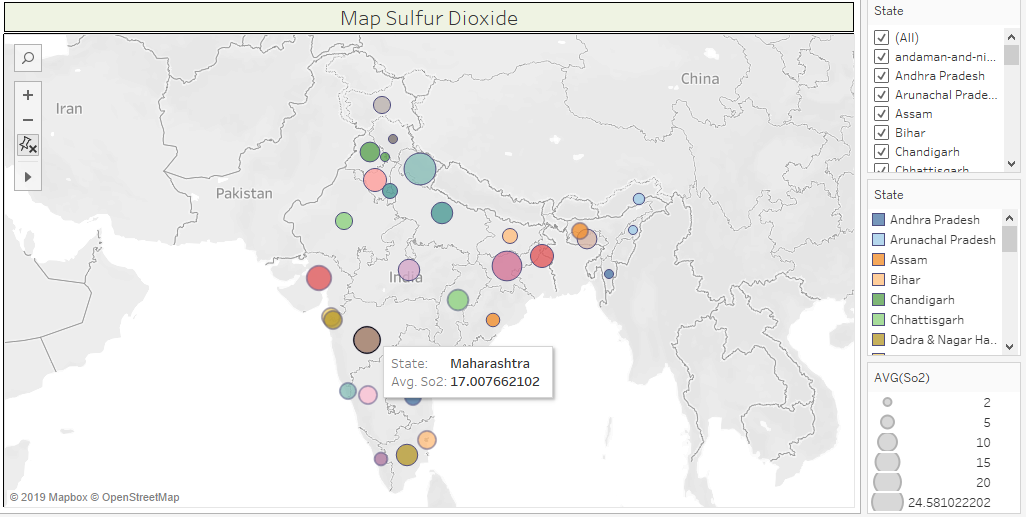 Map Sulfur Dioxide
China
Iran
Pakistan
India
State: Maharashtra
Avg. So2: 17.007662102
© 2019 Mapbox © OpenStreetMap
State
(All)
andaman-and-ni...
Andhra Pradesh
Arunachal Prade...
Assam
Bihar
Chandigarh
Chhattisgarh
State
Andhra Pradesh
Arunachal Pradesh
Assam
Bihar
Chandigarh
Chhattisgarh
Dadra & Nagar Ha..
AVG(So2)
2
5
10
15
20
24.581022202